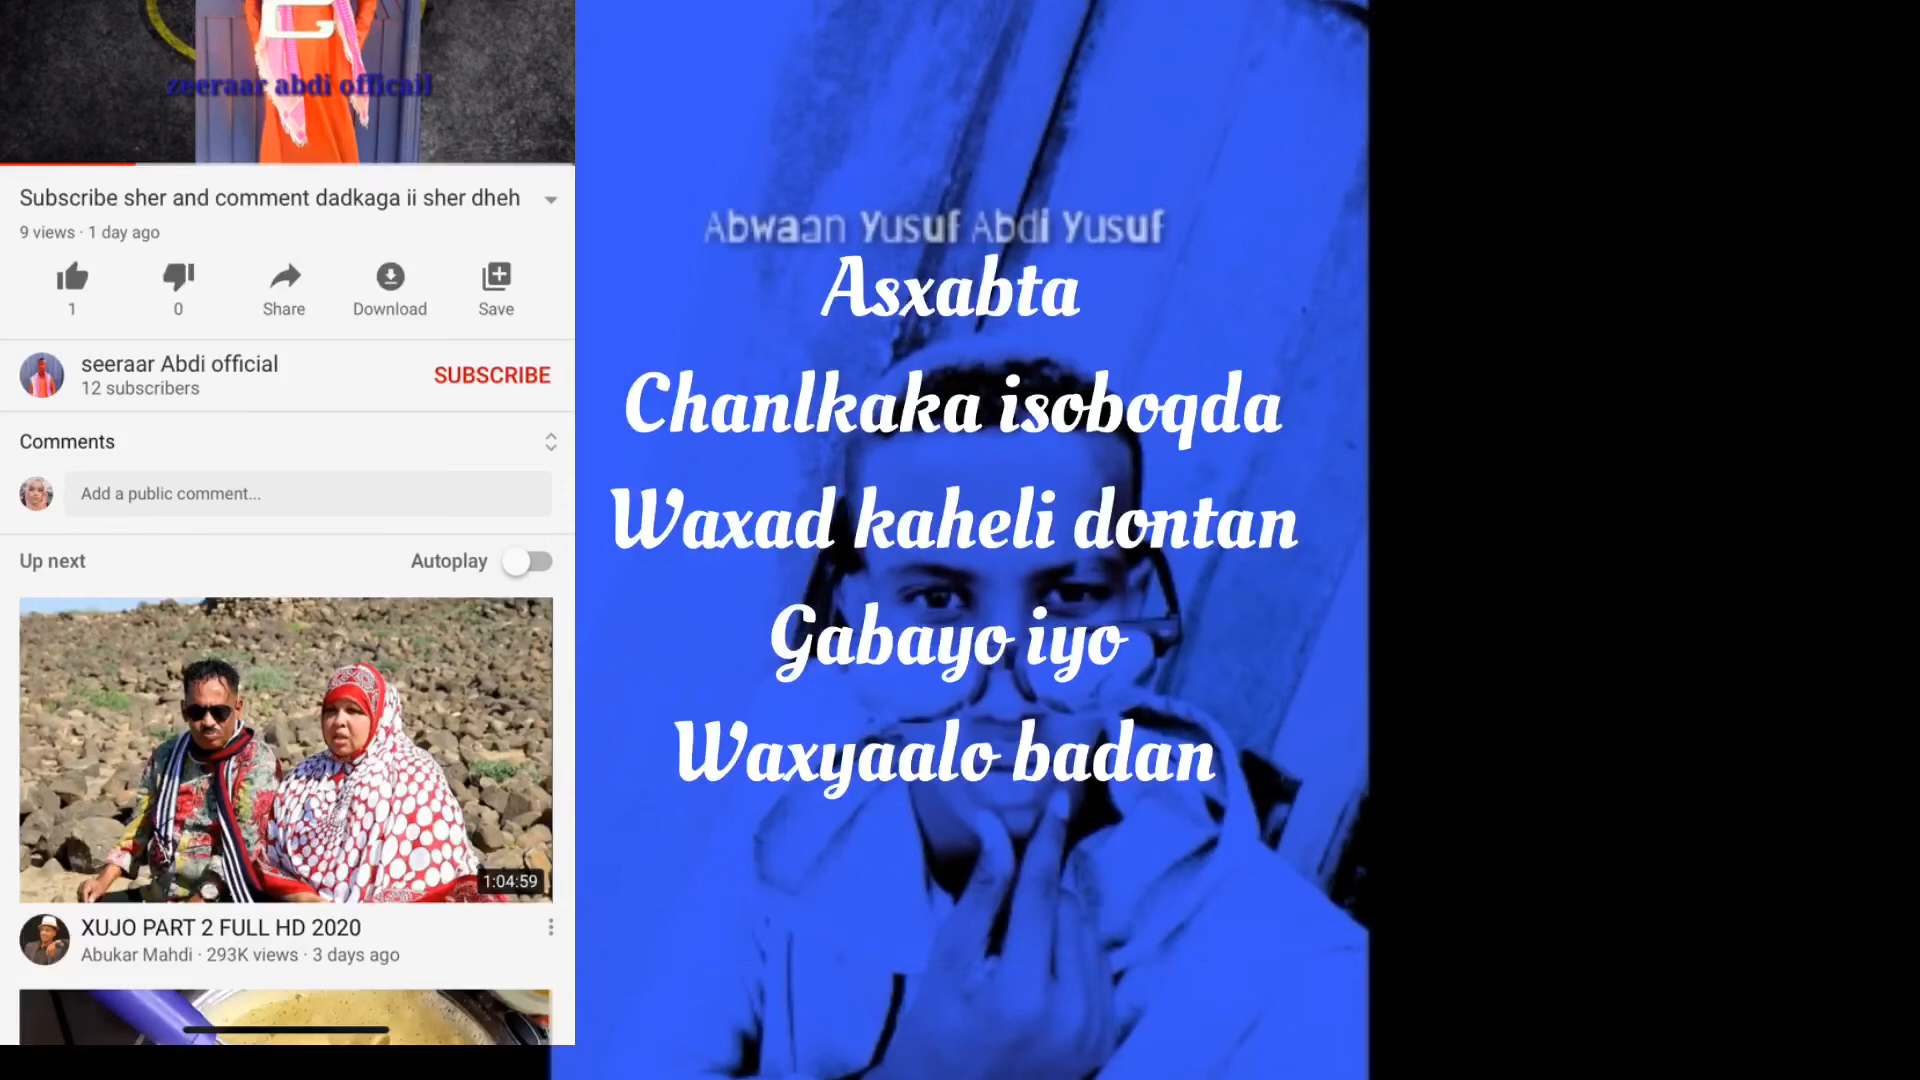 zeeraar abdi officail
Subscribe sher and comment dadkaga ii sher dheh
9 views · 1 day ago
1
0
Share
Download
Save
seeraar Abdi official
12 subscribers
SUBSCRIBE
Comments
Add a public comment...
Up next
Autoplay
1:04:59
XUJO PART 2 FULL HD 2020
Abukar Mahdi · 293K views · 3 days ago
Abwaan Yusuf Abdi Yusuf
Asxabta
Chanlkaka isoboqda
Waxad kaheli dontan
Gabayo iyo
Waxyaalo badan